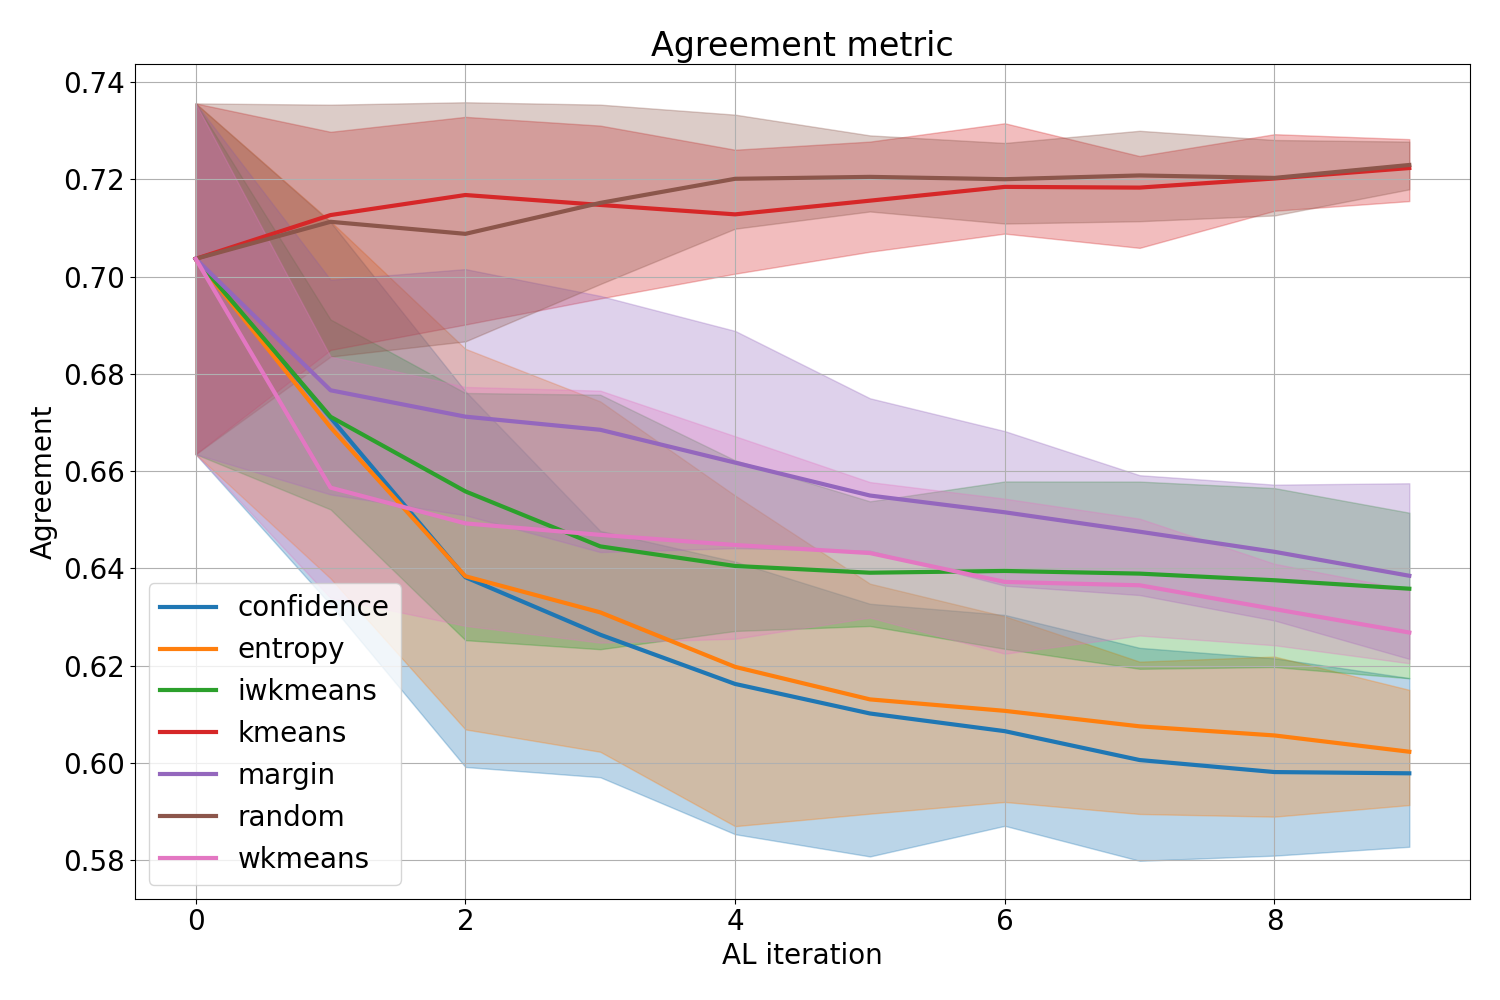 Agreement metric
0.74
0.72
0.70
0.68
0.66
0.64
0.62
0.60
0.58
Agreement
confidence
entropy
iwkmeans
kmeans
margin
random
wkmeans
0 2 4 6 8
AL iteration